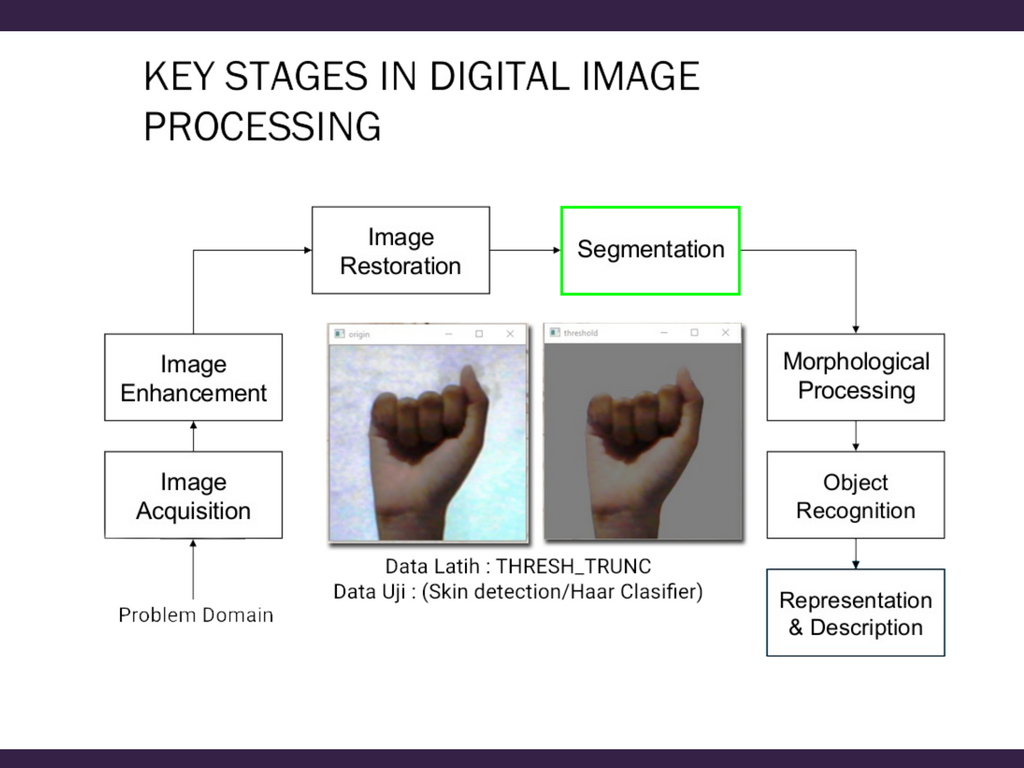 KEY STAGES IN DIGITAL IMAGE
PROCESSING
Image
Restoration
Segmentation
Image
Enhancement
origin
threshold
Morphological
Processing
Image
Acquisition
Object
Recognition
Data Latih : THRESH_TRUNC
Data Uji : (Skin detection/Haar Clasifier)
Problem Domain
Representation
& Description